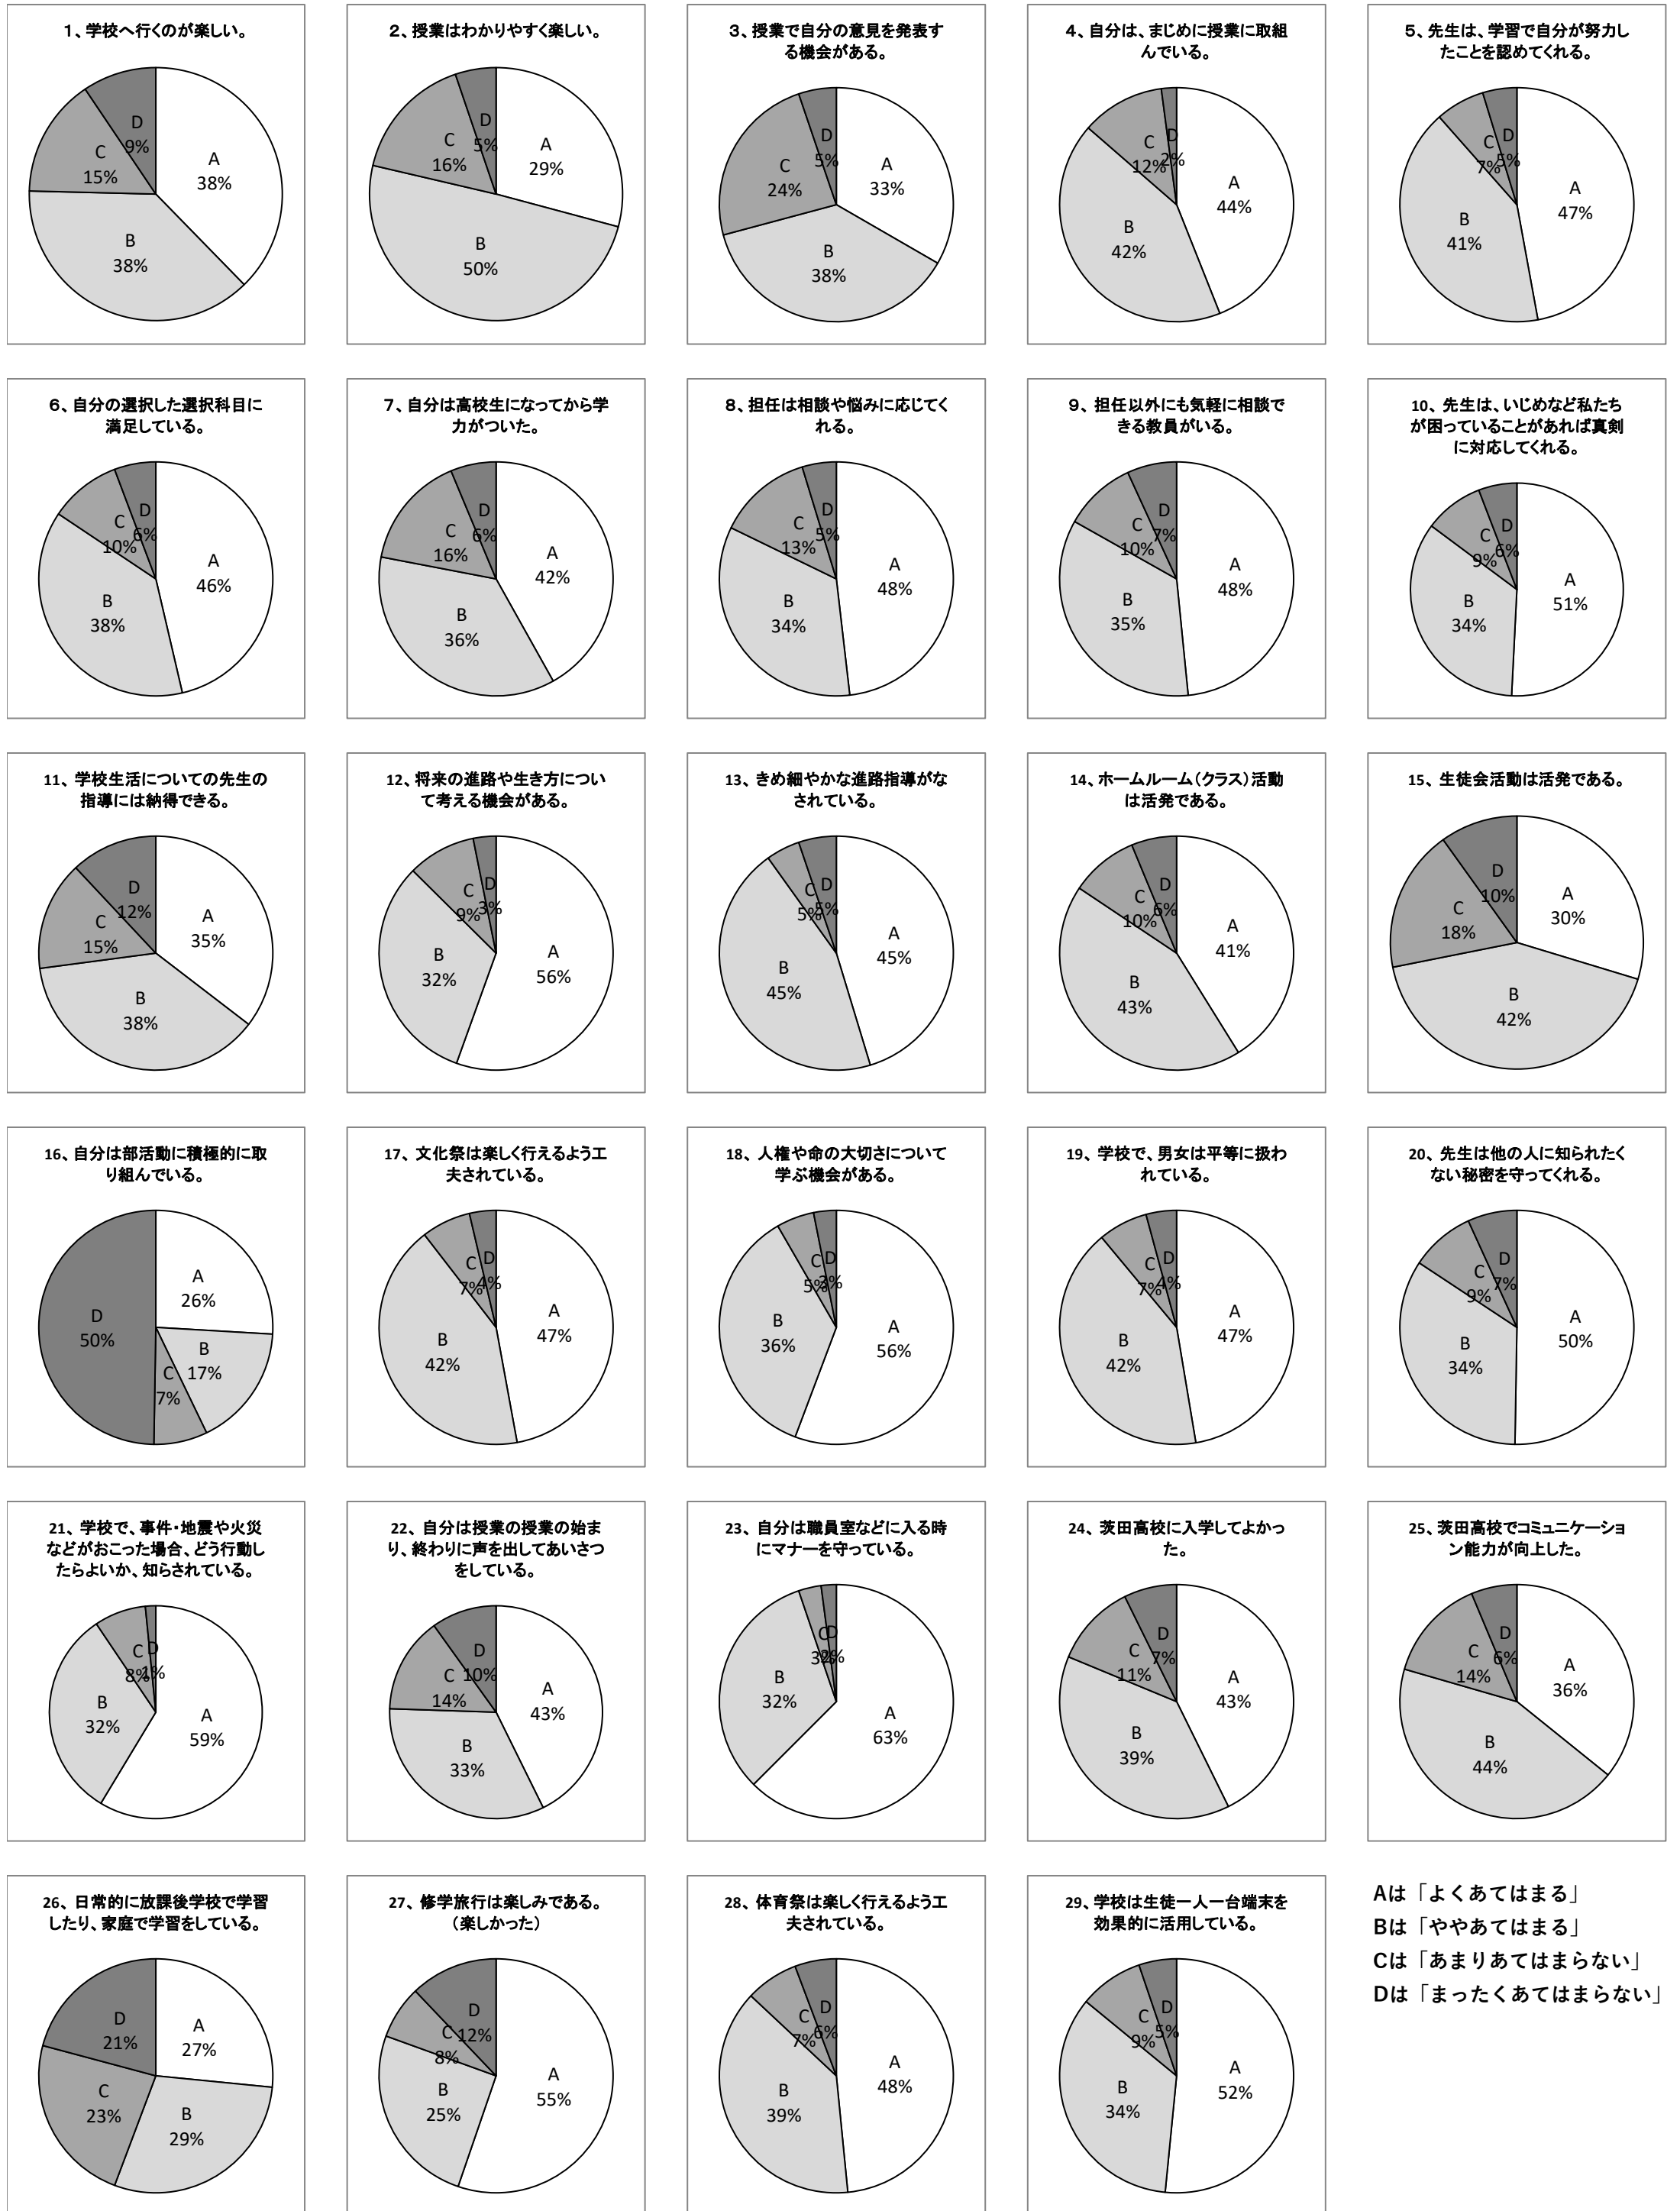 1、学校へ行くのが楽しい。
A
38%
B
38%
C
15%
D
9%
2、授業はわかりやすく楽しい。
A
29%
B
50%
C
16%
D
5%
3、授業で自分の意見を発表す
る機会がある。
A
33%
B
38%
C
24%
D
5%
4、自分は、まじめに授業に取組
んでいる。
A
44%
B
42%
C
12%
D
2%
5、先生は、学習で自分が努力し
たことを認めてくれる。
A
47%
B
41%
C
7%
D
5%
6、自分の選択した選択科目に
満足している。
A
46%
B
38%
C
10%
D
6%
7、自分は高校生になってから学
力がついた。
A
42%
B
36%
C
16%
D
6%
8、担任は相談や悩みに応じてく
れる。
A
48%
B
34%
C
13%
D
5%
9、担任以外にも気軽に相談で
きる教員がいる。
A
48%
B
35%
C
10%
D
7%
10、先生は、いじめなど私たち
が困っていることがあれば真剣
に対応してくれる。
A
51%
B
34%
C
9%
D
6%
11、学校生活についての先生の
指導には納得できる。
A
35%
B
38%
C
15%
D
12%
12、将来の進路や生き方につい
て考える機会がある。
A
56%
B
32%
C
9%
D
3%
13、きめ細やかな進路指導がな
されている。
A
45%
B
45%
C
5%
D
5%
14、ホームルーム（クラス）活動
は活発である。
A
41%
B
43%
C
10%
D
6%
15、生徒会活動は活発である。
A
30%
B
42%
C
18%
D
10%
16、自分は部活動に積極的に取
り組んでいる。
A
26%
B
17%
C
7%
D
50%
17、文化祭は楽しく行えるよう工
夫されている。
A
47%
B
42%
C
7%
D
4%
18、人権や命の大切さについて
学ぶ機会がある。
A
56%
B
36%
C
5%
D
3%
19、学校で、男女は平等に扱わ
れている。
A
47%
B
42%
C
7%
D
4%
20、先生は他の人に知られたく
ない秘密を守ってくれる。
A
50%
B
34%
C
9%
D
7%
21、学校で、事件・地震や火災
などがおこった場合、どう行動し
たらよいか、知らされている。
A
59%
B
32%
C
8%
D
1%
22、自分は授業の授業の始ま
り、終わりに声を出してあいさつ
をしている。
A
43%
B
33%
C
14%
D
10%
23、自分は職員室などに入る時
にマナーを守っている。
A
63%
B
32%
C
3%
D
2%
24、茨田高校に入学してよかっ
た。
A
43%
B
39%
C
11%
D
7%
25、茨田高校でコミュニケーショ
ン能力が向上した。
A
36%
B
44%
C
14%
D
6%
26、日常的に放課後学校で学習
したり、家庭で学習をしている。
A
27%
B
29%
C
23%
D
21%
27、修学旅行は楽しみである。
（楽しかった）
A
55%
B
25%
C
8%
D
12%
28、体育祭は楽しく行えるよう工
夫されている。
A
48%
B
39%
C
7%
D
6%
29、学校は生徒一人一台端末を
効果的に活用している。
A
52%
B
34%
C
9%
D
5%
Aは「よくあてはまる」
Bは「ややあてはまる」
Cは「あまりあてはまらない」
Dは「まったくあてはまらない」